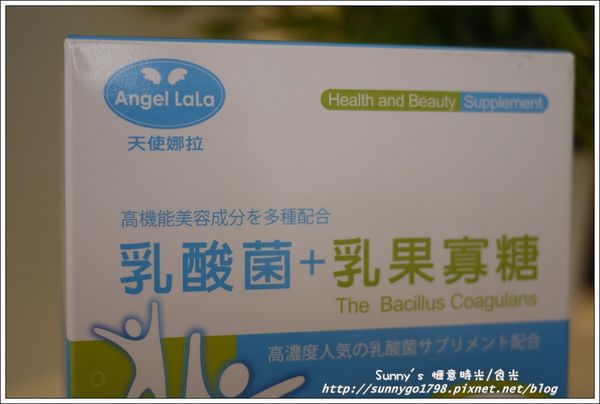 Angel LaLa
天使娜拉
Health and Beauty Supplement
高機能美容成分を多種配合
乳酸菌+乳果寡糖
The Bacillus Coagulans
高濃度人気の乳酸菌サプリメント配合
Sunny's 愜意時光/食光
http://sunnygo1798.pixnet.net/blog